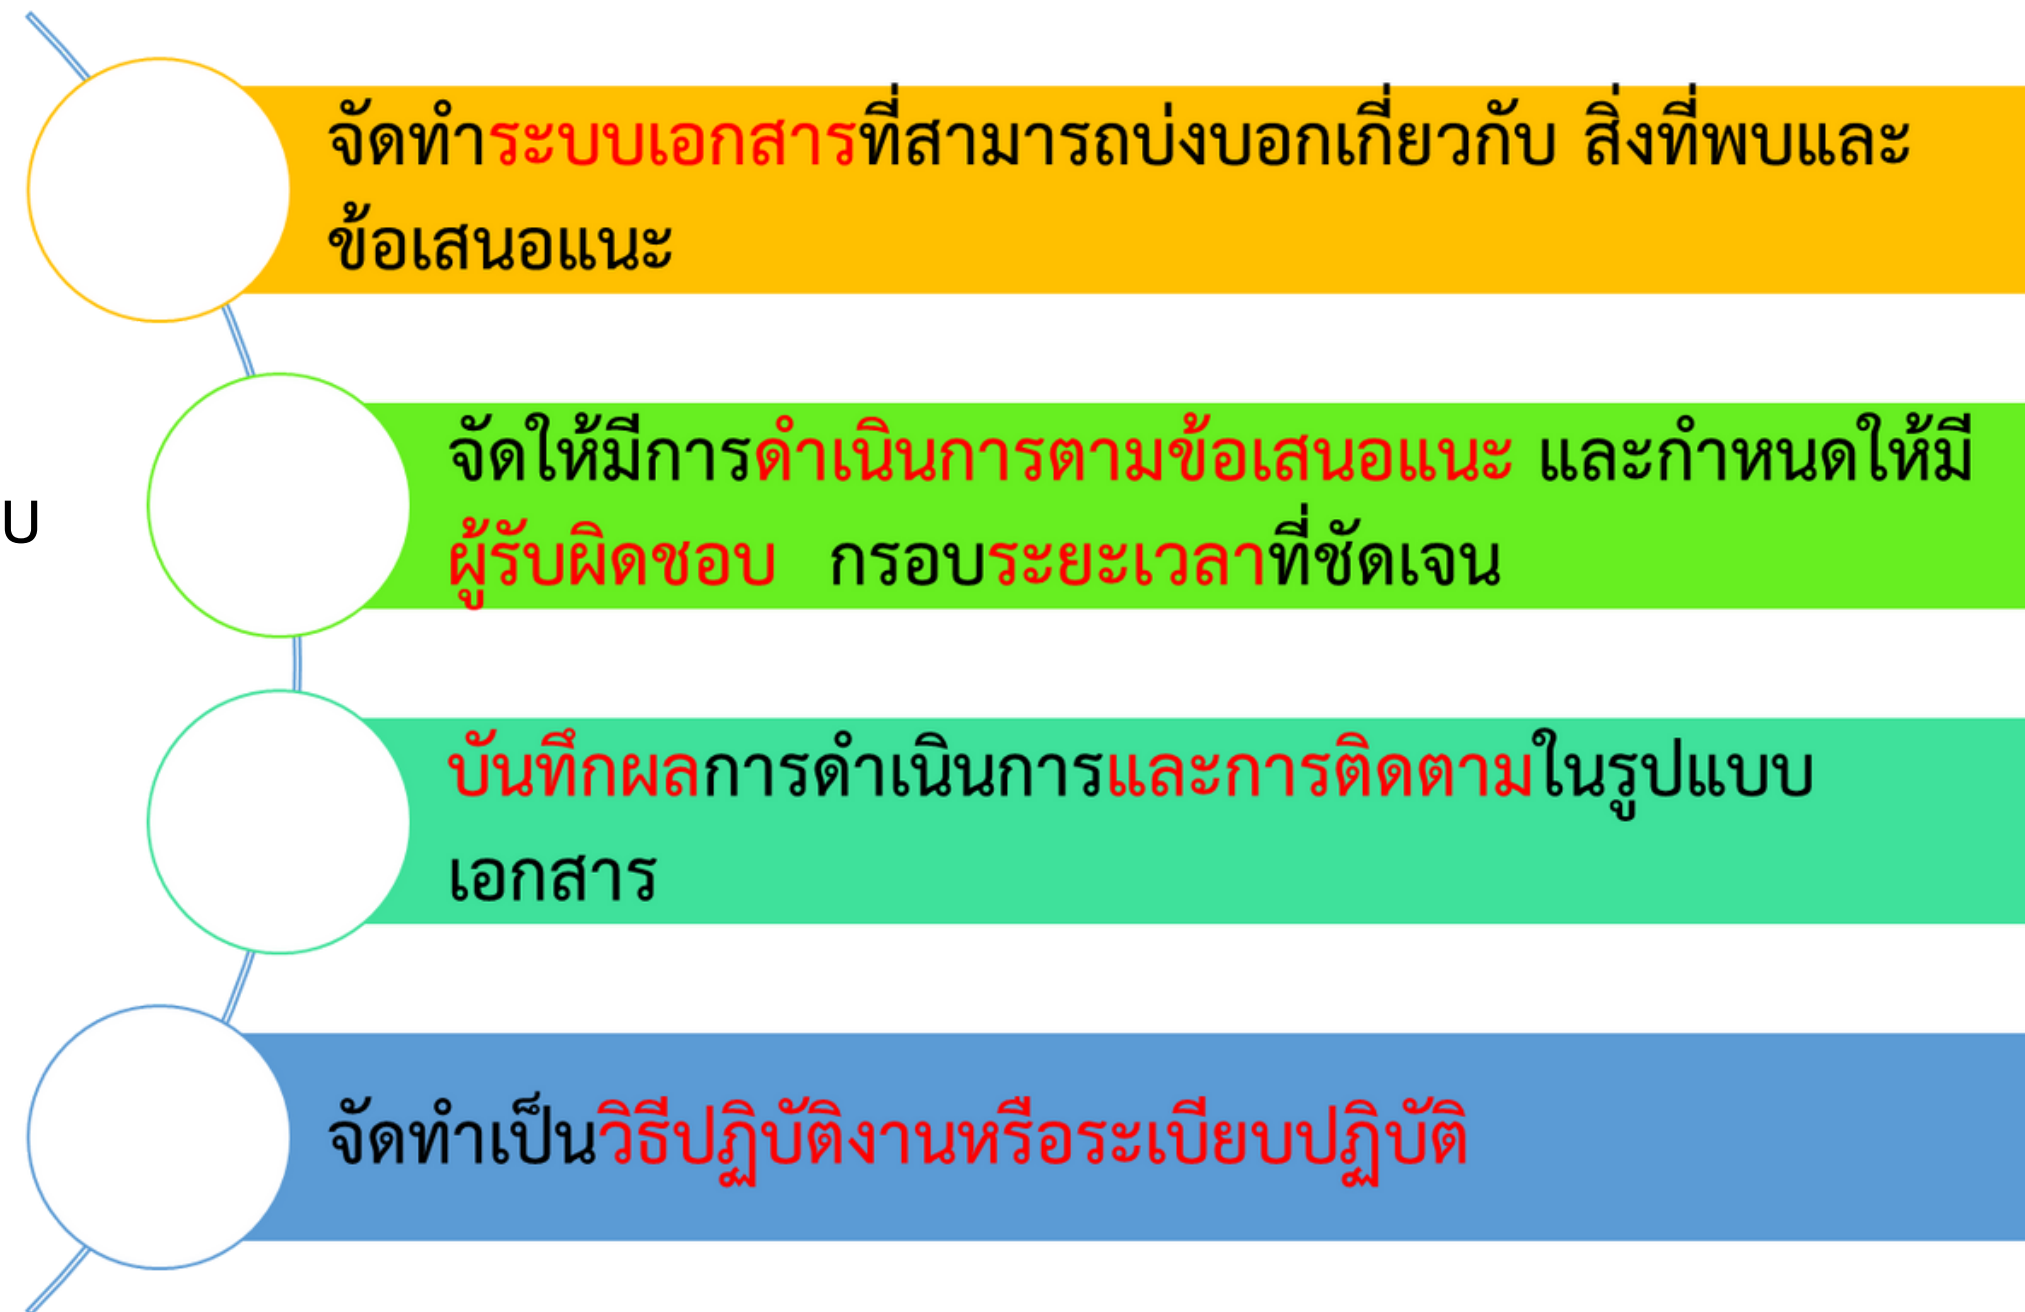 จัดทำระบบเอกสารที่สามารถบ่งบอกเกี่ยวกับ สิ่งที่พบและ
ข้อเสนอแนะ
จัดให้มีการดำเนินการตามข้อเสนอแนะ และกำหนดให้มี
ผู้รับผิดชอบ กรอบระยะเวลาที่ชัดเจน
บ
บันทึกผลการดำเนินการและการติดตามในรูปแบบ
เอกสาร
จัดทำเป็นวิธีปฏิบัติงานหรือระเบียบปฏิบัติ